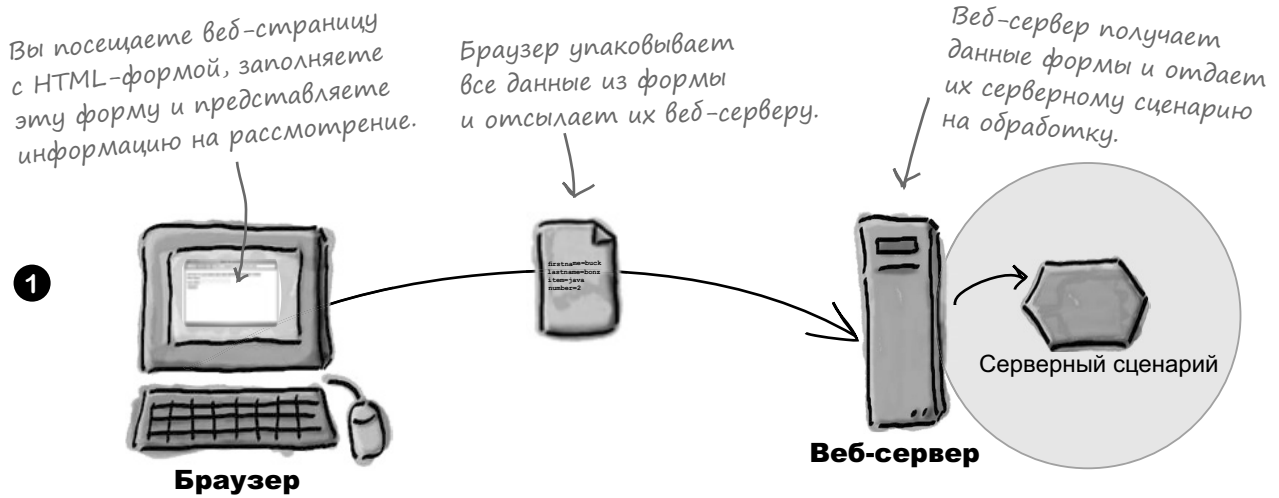 Вы посещаете веб-страницу
с HTML-формой, заполняете
эту форму и представляете
информацию на рассмотрение.
Браузер упаковывает
все данные из формы
и отсылает их веб-серверу.
Веб-сервер получает
данные формы и отдает
их серверному сценарию
на обработку.
1
firstname=buck
lastname=bonz
item=java
number=2
Серверный сценарий
Веб-сервер
Браузер